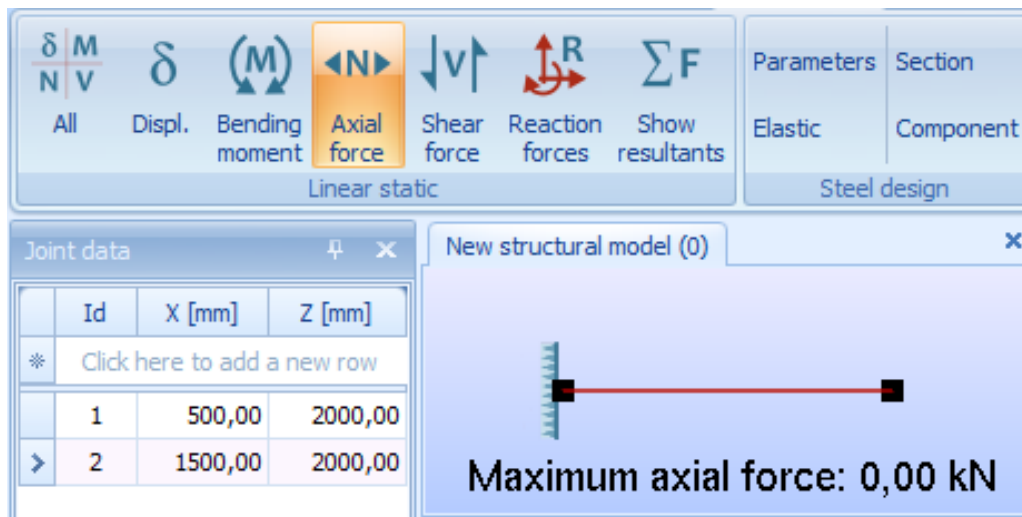 δ M
N V
δ
(M)
N
V
R
ΣF
All
Displ.
Bending
moment
Axial
force
Shear
force
Reaction
forces
Show
resultants
Linear static
Parameters
Section
Elastic
Component
Steel design
Joint data
New structural model (0)
Id X [mm] Z [mm]
Click here to add a new row
1 500,00 2000,00
2 1500,00 2000,00
Maximum axial force: 0,00 kN